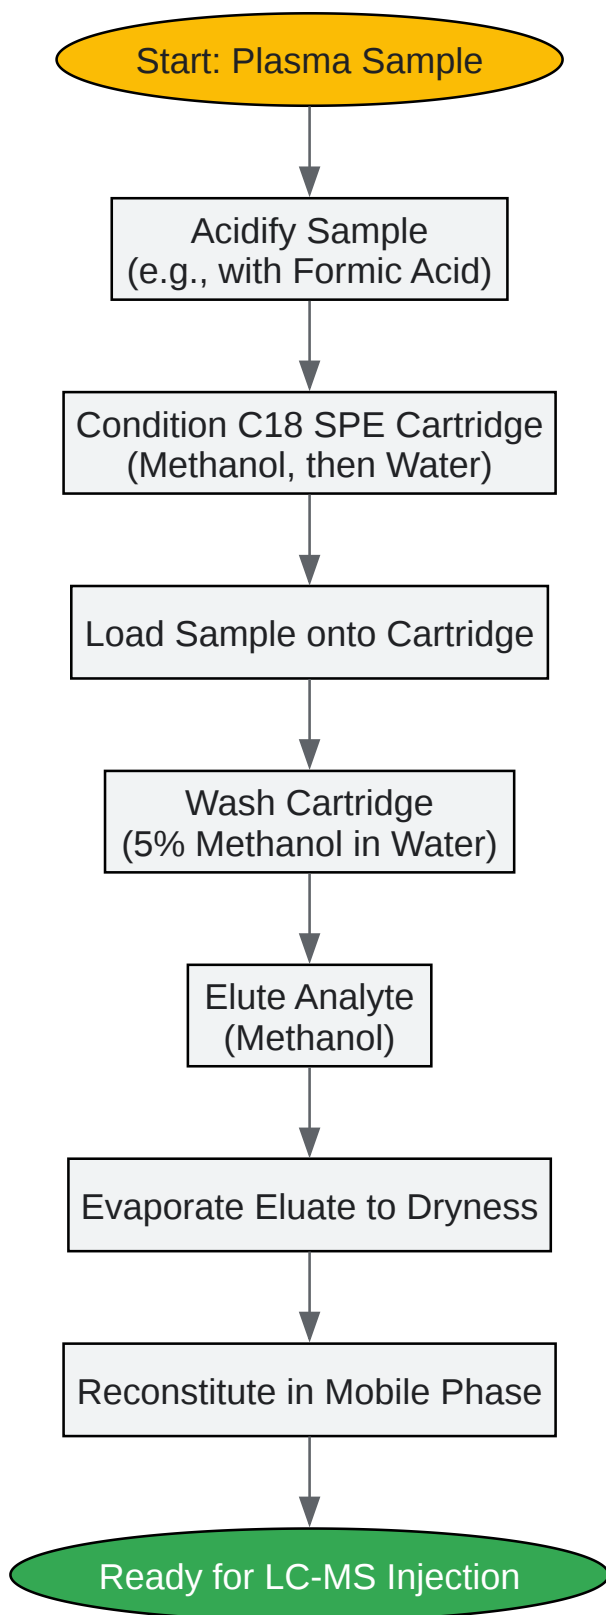 Start: Plasma Sample
Acidify Sample
(e.g., with Formic Acid)
Condition C18 SPE Cartridge
(Methanol, then Water)
Load Sample onto Cartridge
Wash Cartridge
(5% Methanol in Water)
Elute Analyte
(Methanol)
Evaporate Eluate to Dryness
Reconstitute in Mobile Phase
Ready for LC-MS Injection